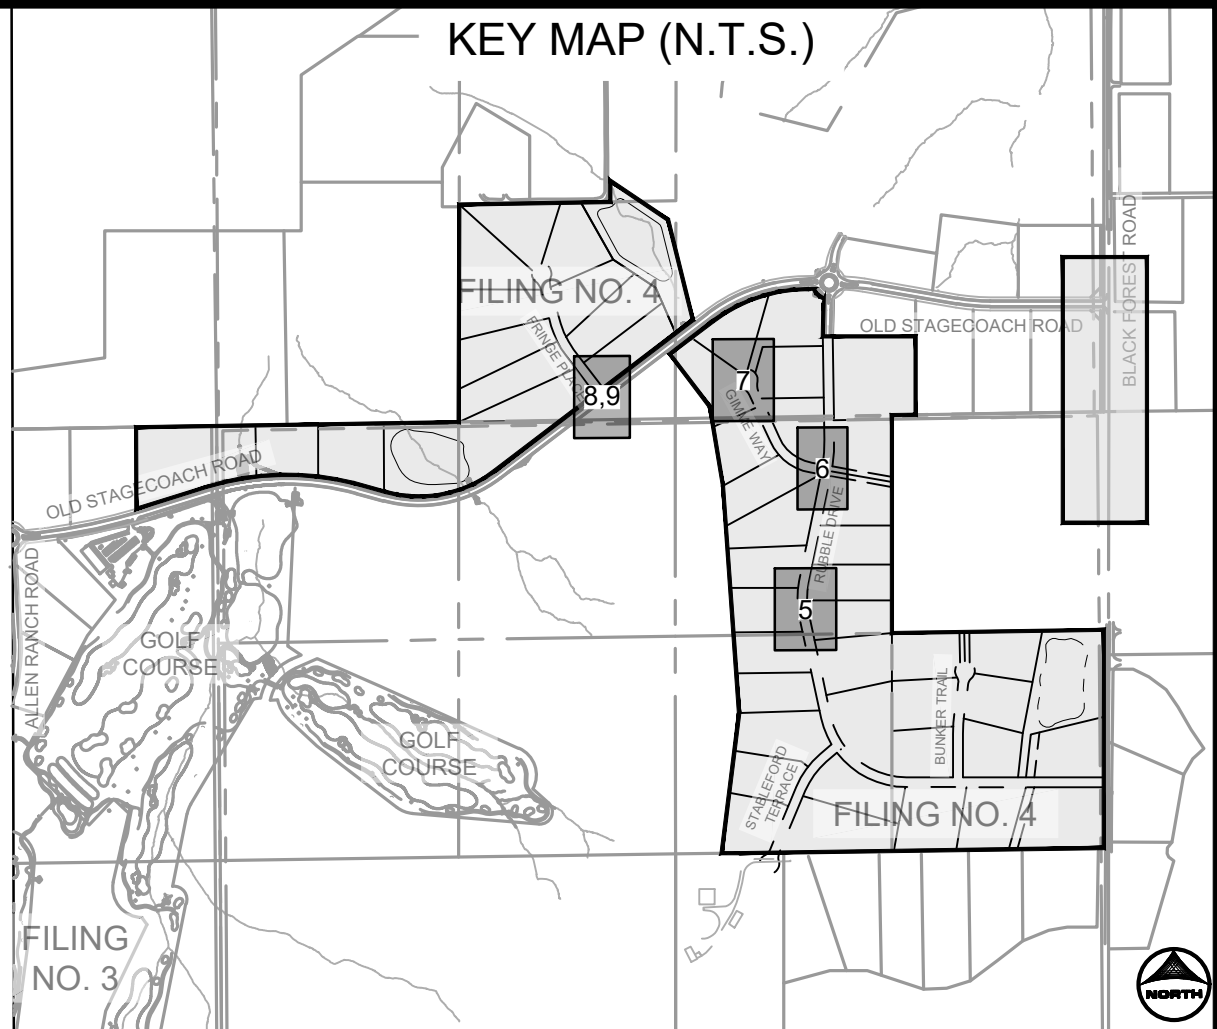 KEY MAP (N.T.S.)
BLACK FOREST ROAD
FILING NO. 4
FRINGE PLACE
OLD STAGECOACH ROAD
8,9
7
GIMME WAY
6
OLD STAGECOACH ROAD
RUBBLE DRIVE
5
ALLEN RANCH ROAD
GOLF
COURSE
GOLF
COURSE
BUNKER TRAIL
STABLEFORD
TERRACE
FILING NO. 4
FILING
NO. 3
NORTH